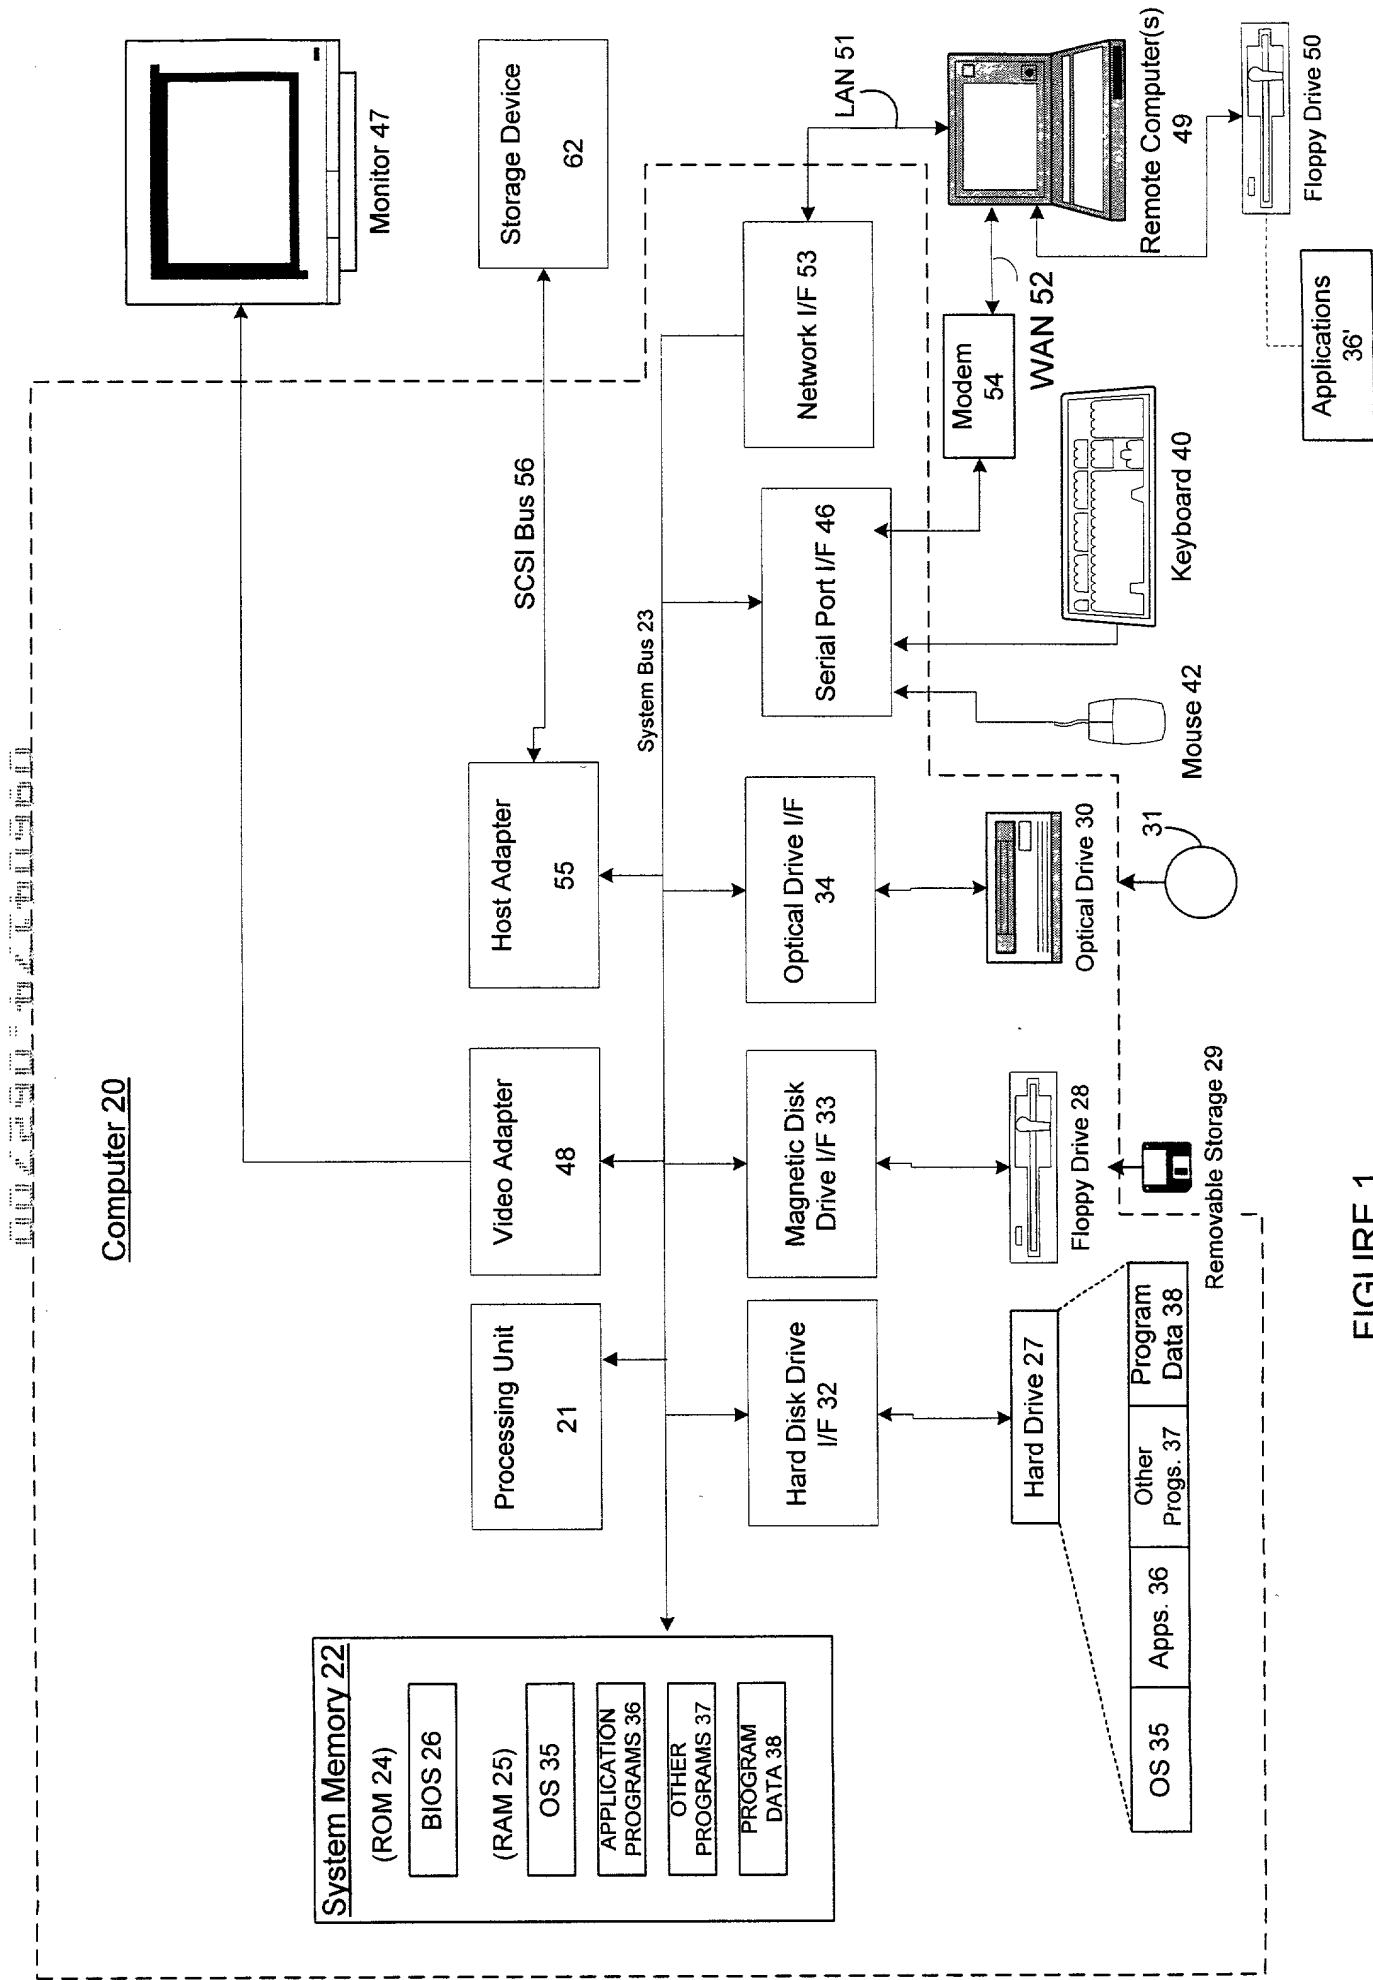 Computer 20
Monitor 47
Storage Device
62
SCSI Bus 56
System Memory 22
(ROM 24)
BIOS 26
(RAM 25)
OS 35
APPLICATION
PROGRAMS 36
OTHER
PROGRAMS 37
PROGRAM
DATA 38
Processing Unit
21
Video Adapter
48
Host Adapter
55
System Bus 23
Hard Disk Drive
I/F 32
Magnetic Disk
Drive I/F 33
Optical Drive I/F
34
Serial Port I/F 46
Network I/F 53
LAN 51
Hard Drive 27
Floppy Drive 28
Optical Drive 30
31
Mouse 42
Keyboard 40
Modem
54
WAN 52
Remote Computer(s)
49
Floppy Drive 50
Applications
36'
OS 35
Apps. 36
Other
Progs. 37
Program
Data 38
Removable Storage 29
FIGURE 1